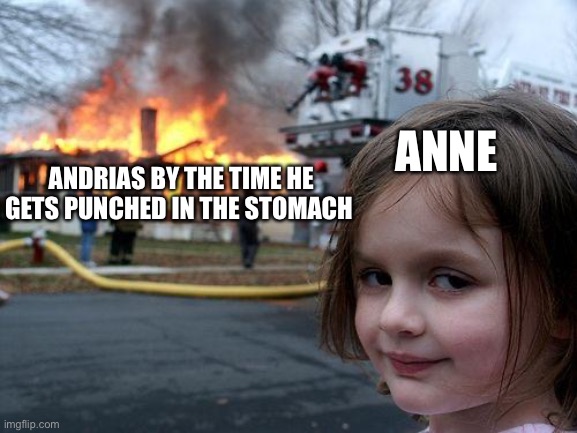 38
ANNE
ANDRIAS BY THE TIME HE
GETS PUNCHED IN THE STOMACH
imgflip.com